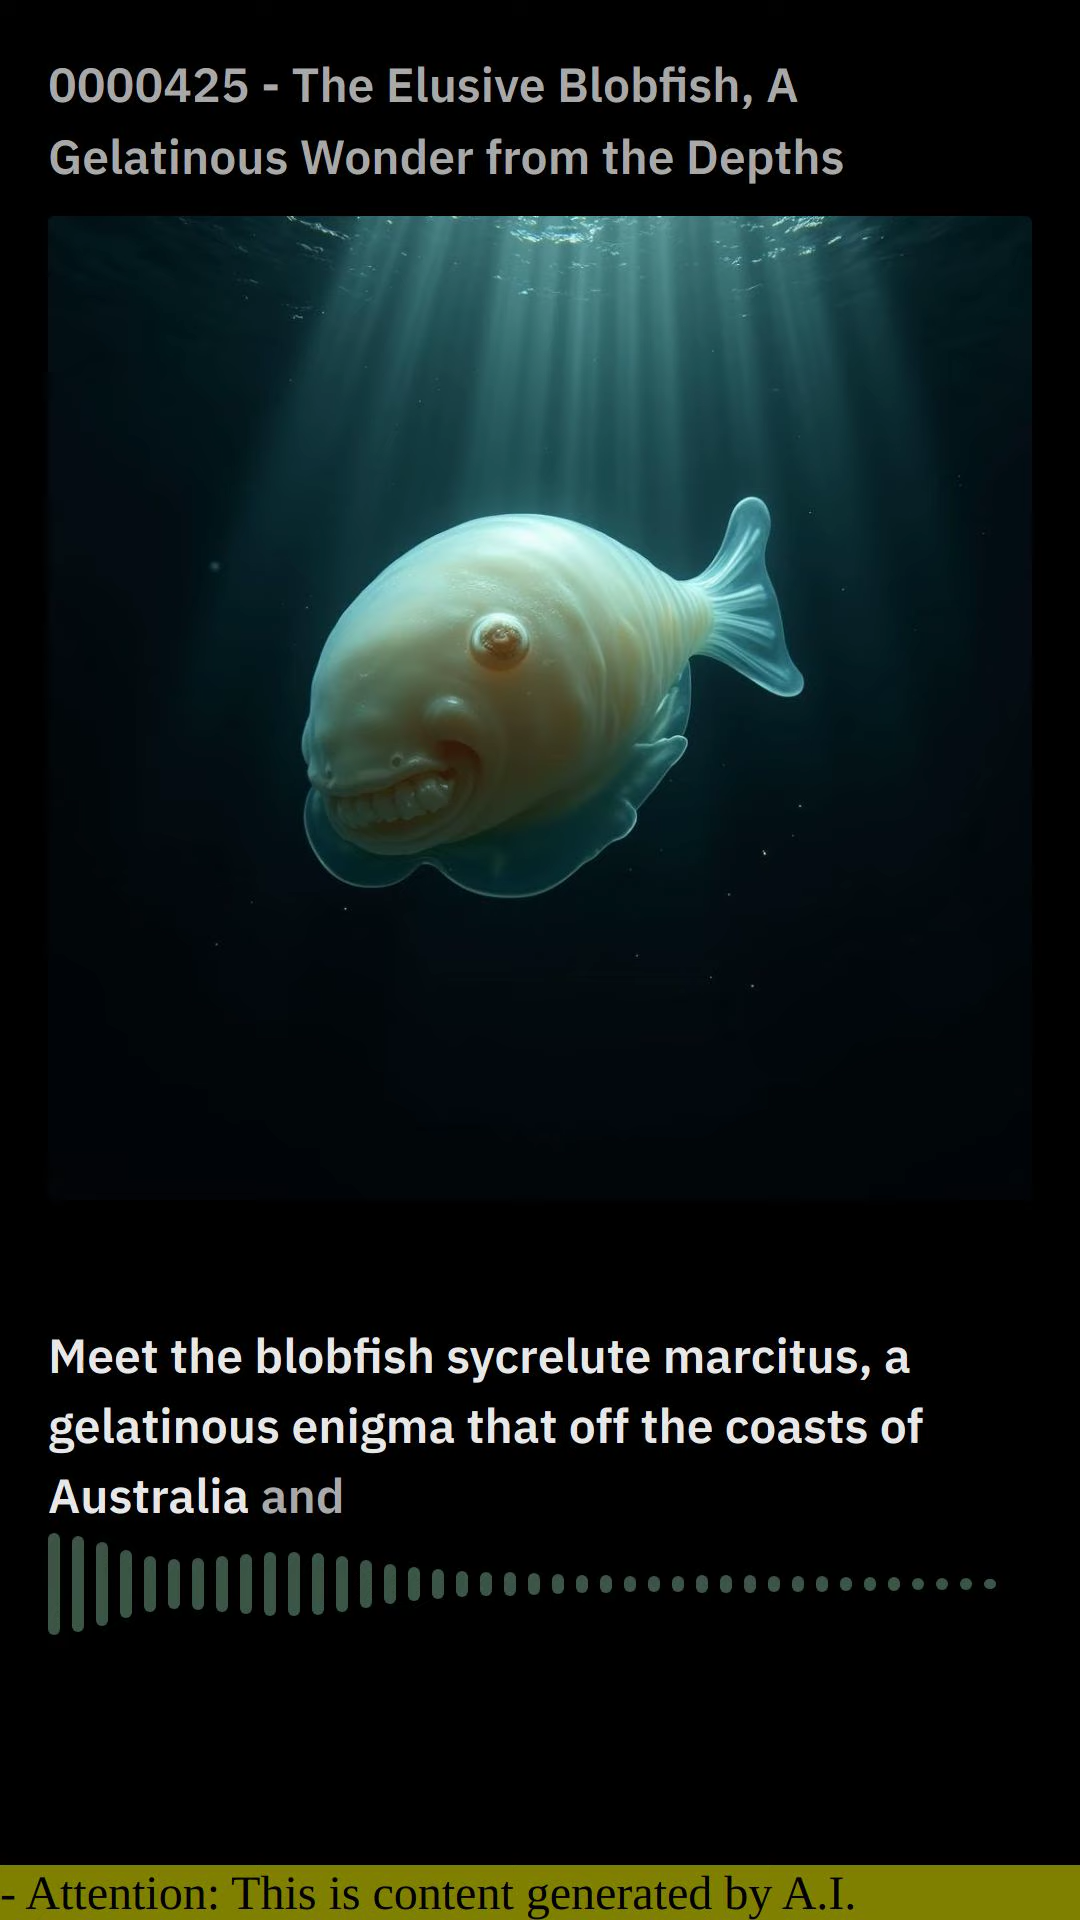 0000425 - The Elusive Blobfish, A
Gelatinous Wonder from the Depths
Meet the blobfish sycrelute marcitus, a
gelatinous enigma that off the coasts of
Australia and
- Attention: This is content generated by A.I.